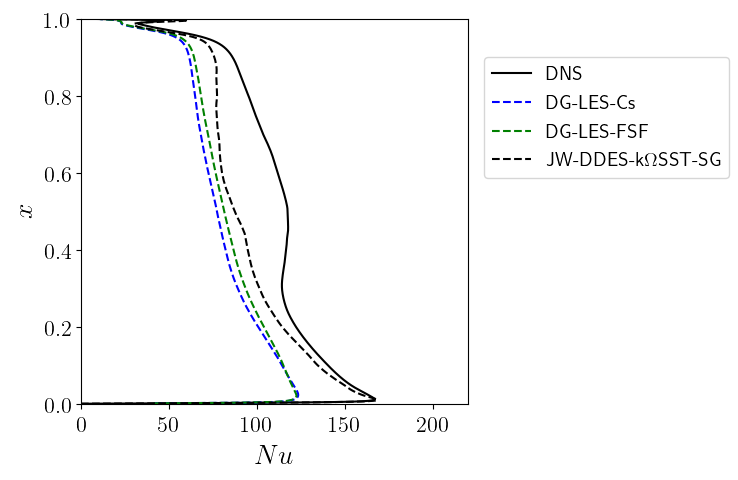 1.0
0.8
0.6
0.4
0.2
0.0
x
0 50 100 150 200
Nu
DNS
DG-LES-Cs
DG-LES-FSF
JW-DDES-kΩSST-SG